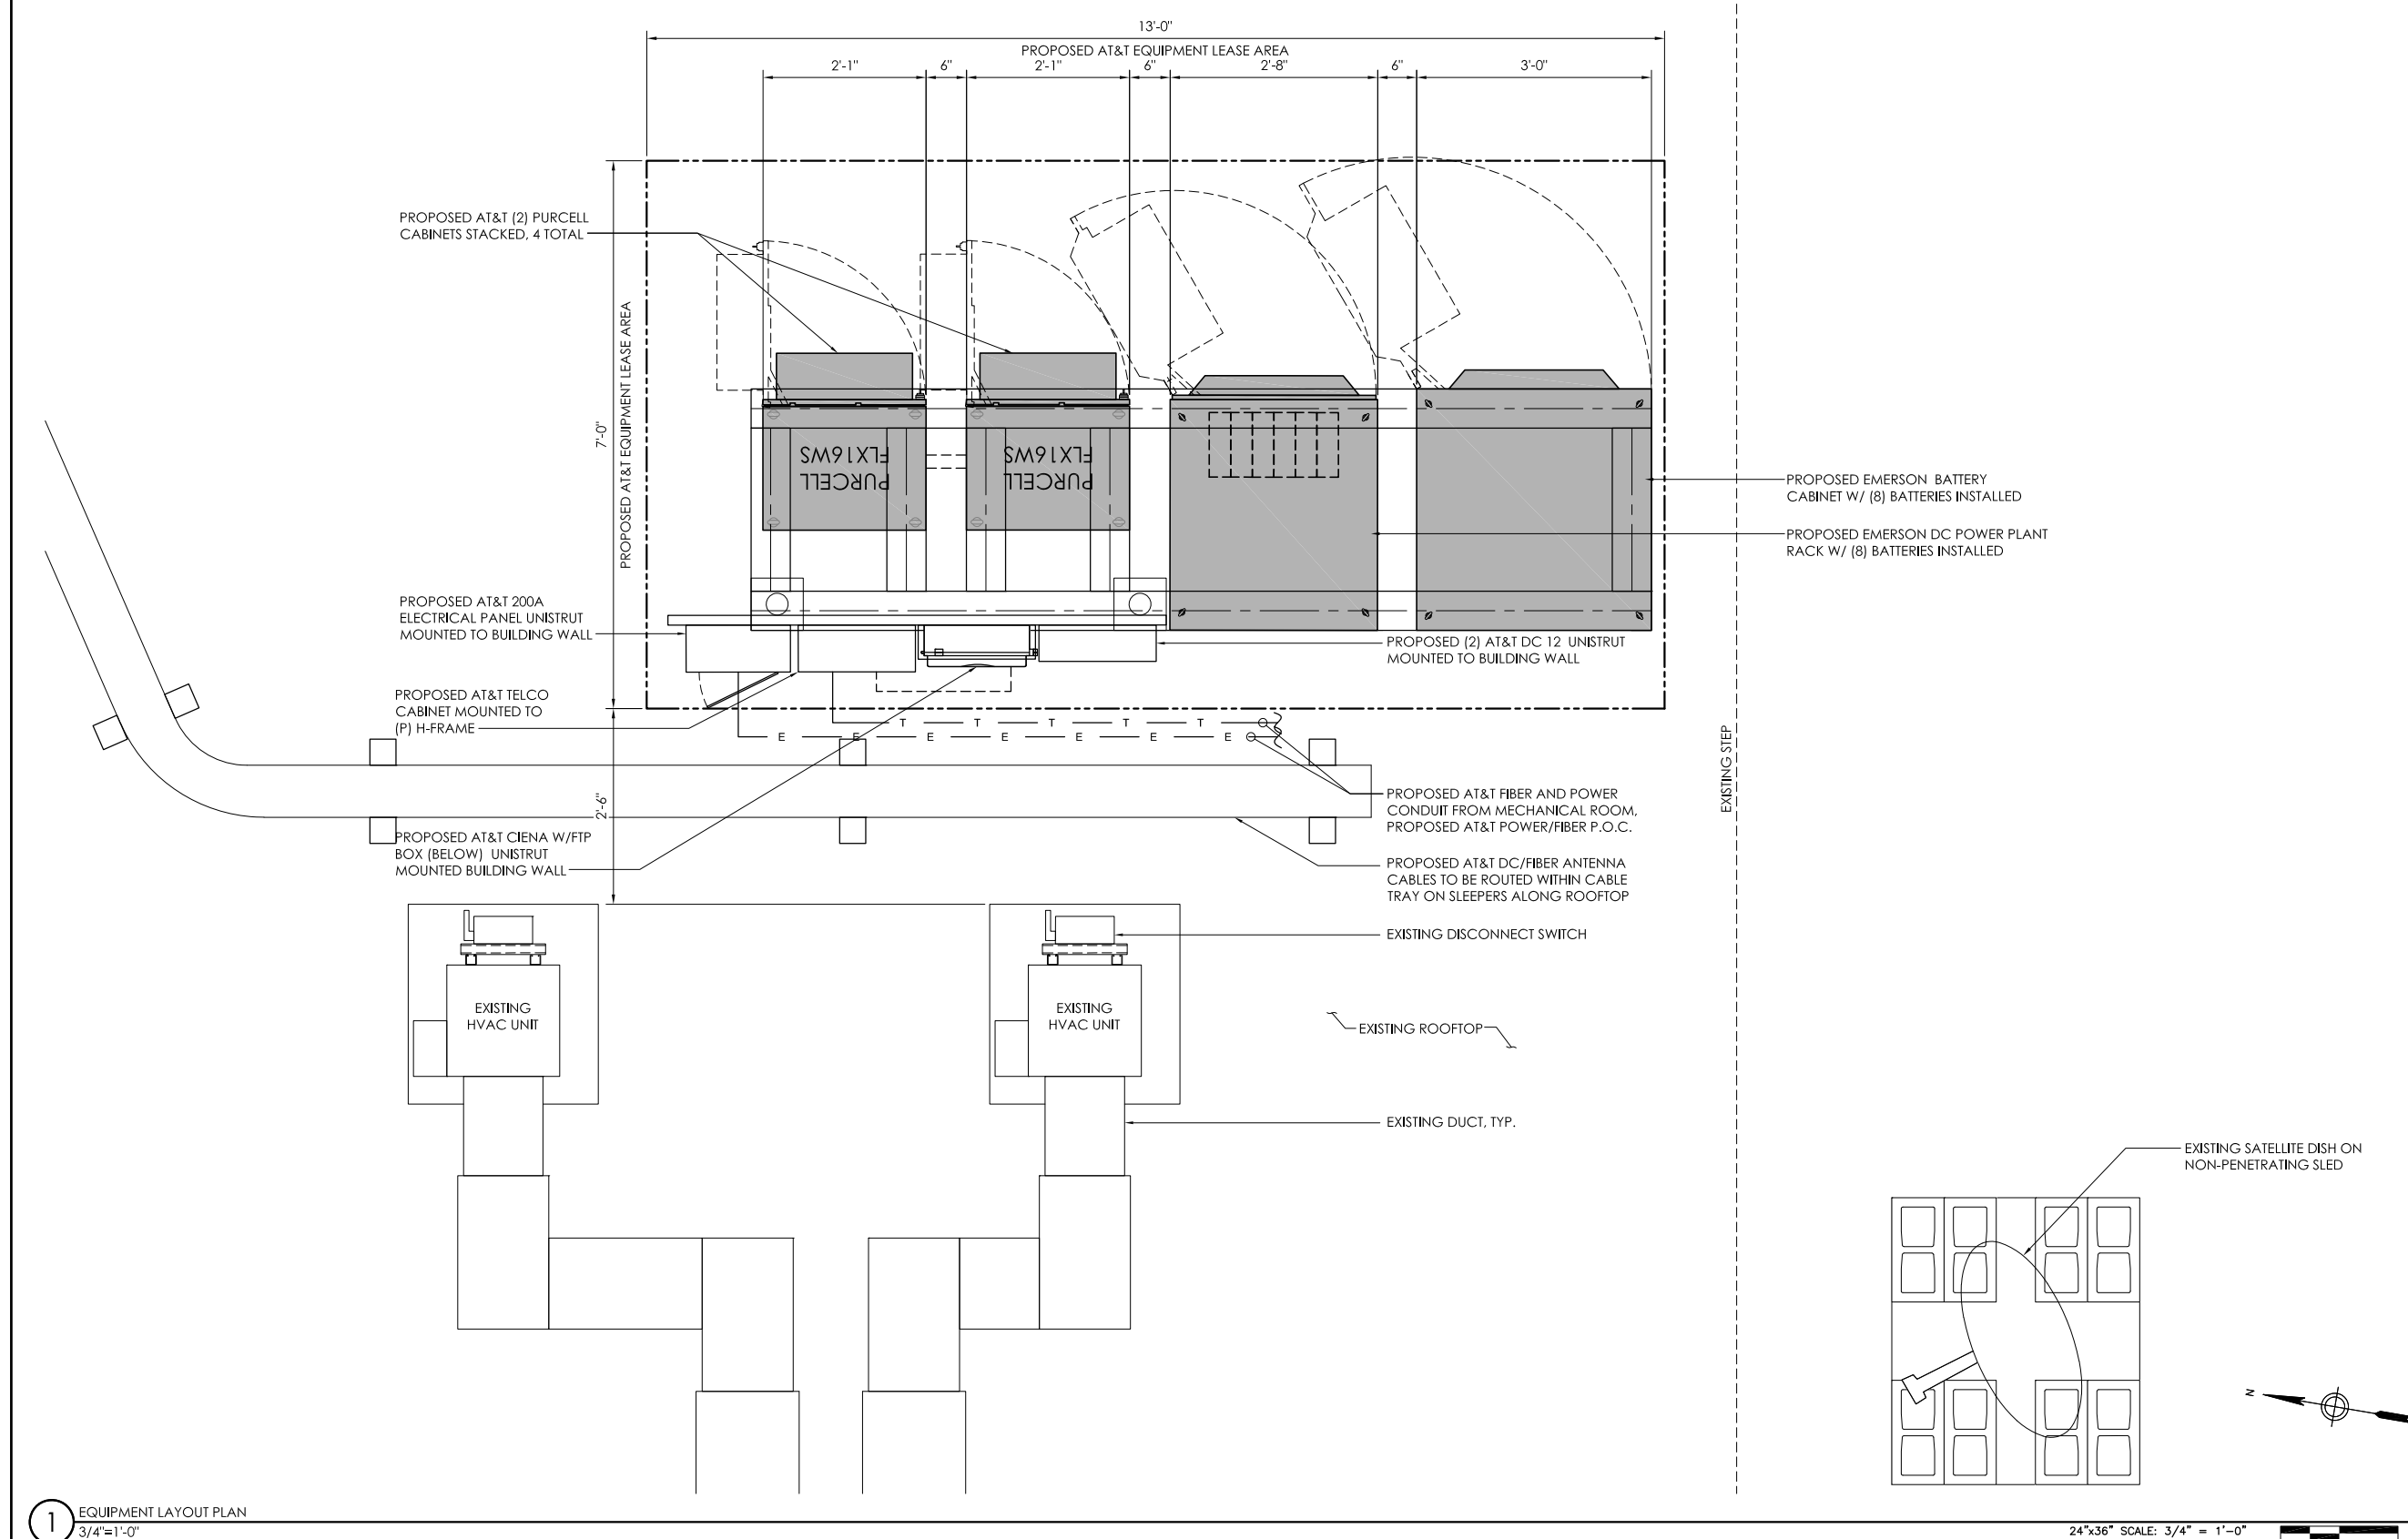 13'-0"
PROPOSED AT&T EQUIPMENT LEASE AREA
2'-1"
6"
2'-1"
6"
2'-8"
6"
3'-0"
PROPOSED AT&T (2) PURCELL
CABINETS STACKED, 4 TOTAL
7'-0"
PROPOSED AT&T EQUIPMENT LEASE AREA
PURCELL
FLX16WS
PURCELL
FLX16WS
PROPOSED EMERSON BATTERY
CABINET W/ (8) BATTERIES INSTALLED
PROPOSED EMERSON DC POWER PLANT
RACK W/ (8) BATTERIES INSTALLED
PROPOSED AT&T 200A
ELECTRICAL PANEL UNISTRUT
MOUNTED TO BUILDING WALL
PROPOSED (2) AT&T DC 12 UNISTRUT
MOUNTED TO BUILDING WALL
PROPOSED AT&T TELCO
CABINET MOUNTED TO
(P) H-FRAME
T T T T T
E E E E E E E
EXISTING STEP
2'-6"
PROPOSED AT&T FIBER AND POWER
CONDUIT FROM MECHANICAL ROOM,
PROPOSED AT&T POWER/FIBER P.O.C.
PROPOSED AT&T CIENA W/FTP
BOX (BELOW) UNISTRUT
MOUNTED BUILDING WALL
PROPOSED AT&T DC/FIBER ANTENNA
CABLES TO BE ROUTED WITHIN CABLE
TRAY ON SLEEPERS ALONG ROOFTOP
EXISTING DISCONNECT SWITCH
EXISTING
HVAC UNIT
EXISTING
HVAC UNIT
EXISTING ROOFTOP
EXISTING DUCT, TYP.
EXISTING SATELLITE DISH ON
NON-PENETRATING SLED
N
1
EQUIPMENT LAYOUT PLAN
3/4"=1'-0"
24"x36" SCALE: 3/4" = 1'-0"